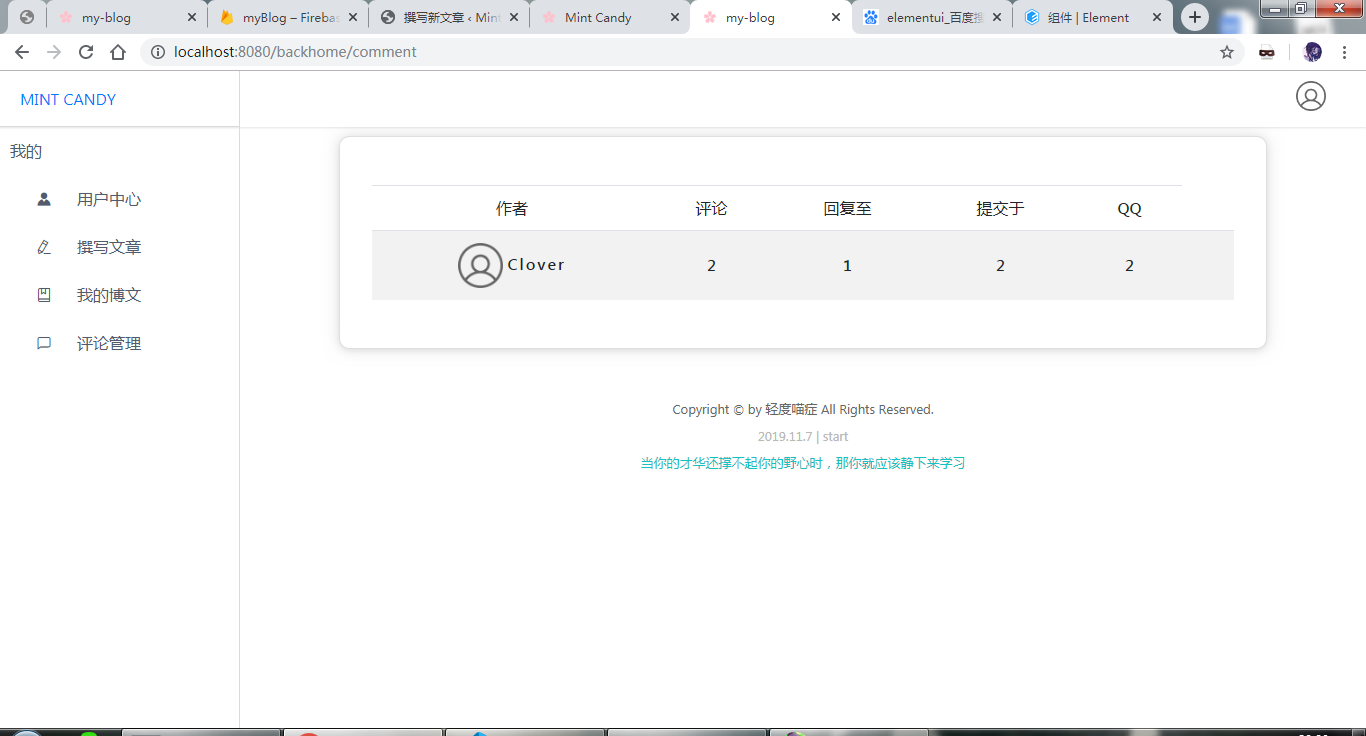 my-blog
myBlog – Firebas
撰写新文章 ‹ Mint
Mint Candy
my-blog
elementui_百度搜
组件 | Element
localhost:8080/backhome/comment
MINT CANDY
我的
用户中心
撰写文章
我的博文
评论管理
作者 评论 回复至 提交于 QQ
Clover 2 1 2 2
Copyright © by 轻度喵症 All Rights Reserved.
2019.11.7 | start
当你的才华还撑不起你的野心时，那你就应该静下来学习